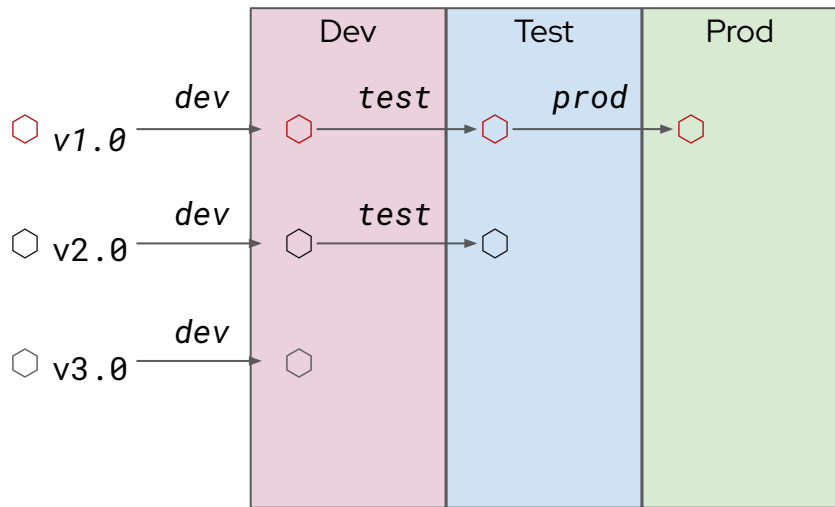 Dev Test Prod
dev test prod
v1.0
dev test
v2.0
dev
v3.0